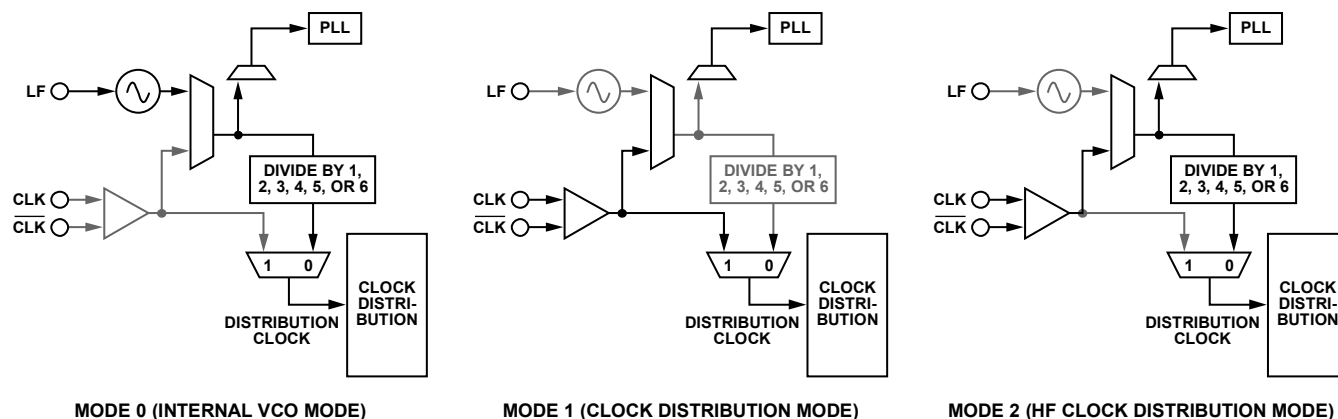 PLL
LF
DIVIDE BY 1,
2, 3, 4, 5, OR 6
CLK
CLK
1 0
CLOCK
DISTRI-
BUTION
DISTRIBUTION
CLOCK
MODE 0 (INTERNAL VCO MODE)
PLL
LF
DIVIDE BY 1,
2, 3, 4, 5, OR 6
CLK
CLK
1 0
CLOCK
DISTRI-
BUTION
DISTRIBUTION
CLOCK
MODE 1 (CLOCK DISTRIBUTION MODE)
PLL
LF
DIVIDE BY 1,
2, 3, 4, 5, OR 6
CLK
CLK
1 0
CLOCK
DISTRI-
BUTION
DISTRIBUTION
CLOCK
MODE 2 (HF CLOCK DISTRIBUTION MODE)